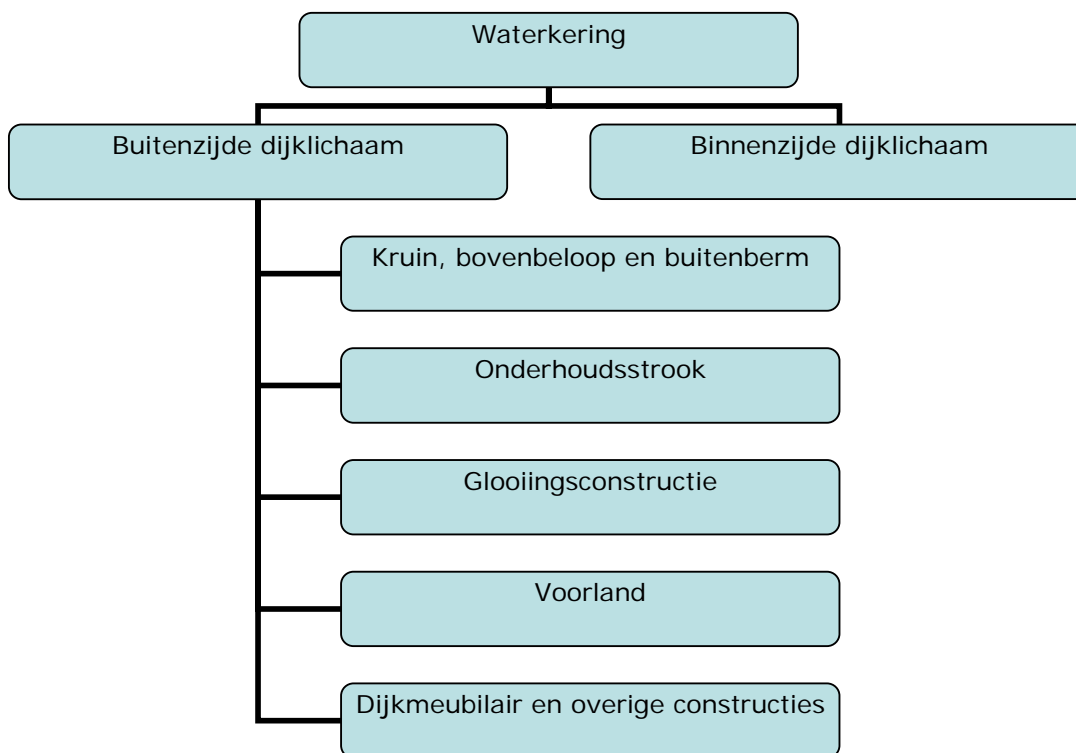 Waterkering
Buitenzijde dijklichaam
Binnenzijde dijklichaam
Kruin, bovenbeloop en buitenberm
Onderhoudsstrook
Glooiingsconstructie
Voorland
Dijkmeubilair en overige constructies